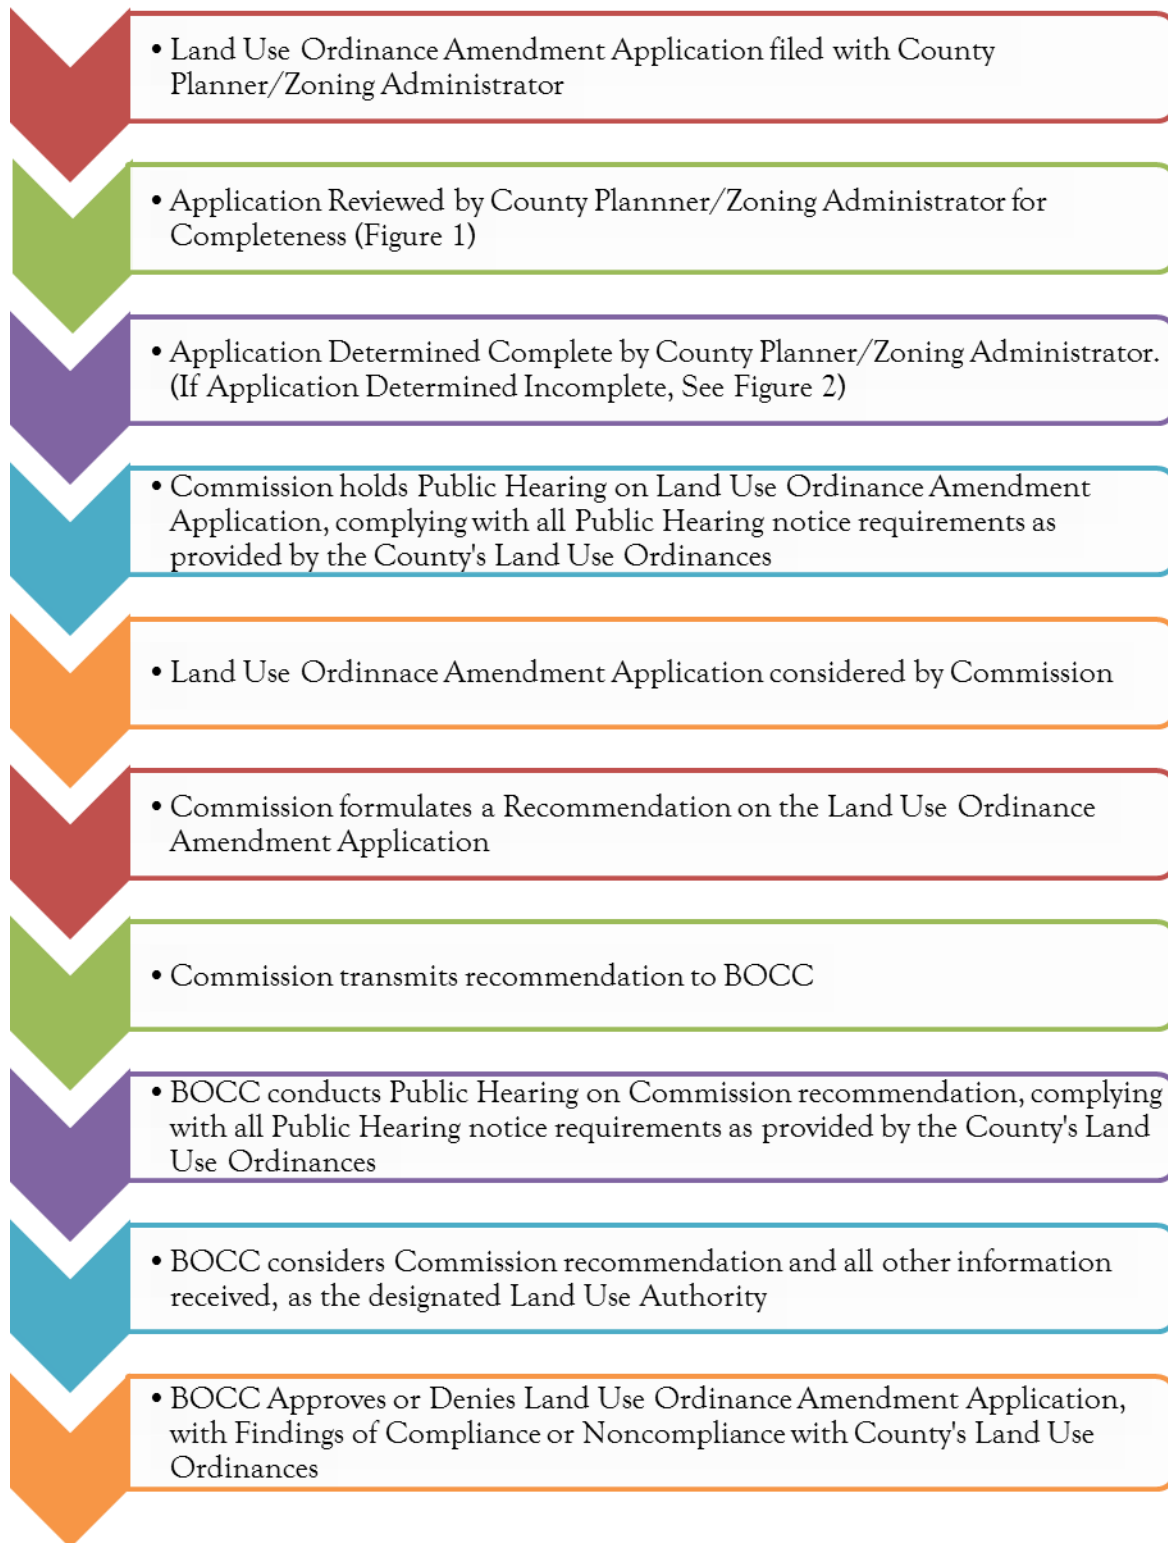 • Land Use Ordinance Amendment Application filed with County
Planner/Zoning Administrator
• Application Reviewed by County Plannner/Zoning Administrator for
Completeness (Figure 1)
• Application Determined Complete by County Planner/Zoning Administrator.
(If Application Determined Incomplete, See Figure 2)
• Commission holds Public Hearing on Land Use Ordinance Amendment
Application, complying with all Public Hearing notice requirements as
provided by the County's Land Use Ordinances
• Land Use Ordinnace Amendment Application considered by Commission
• Commission formulates a Recommendation on the Land Use Ordinance
Amendment Application
• Commission transmits recommendation to BOCC
• BOCC conducts Public Hearing on Commission recommendation, complying
with all Public Hearing notice requirements as provided by the County's Land
Use Ordinances
• BOCC considers Commission recommendation and all other information
received, as the designated Land Use Authority
• BOCC Approves or Denies Land Use Ordinance Amendment Application,
with Findings of Compliance or Noncompliance with County's Land Use
Ordinances